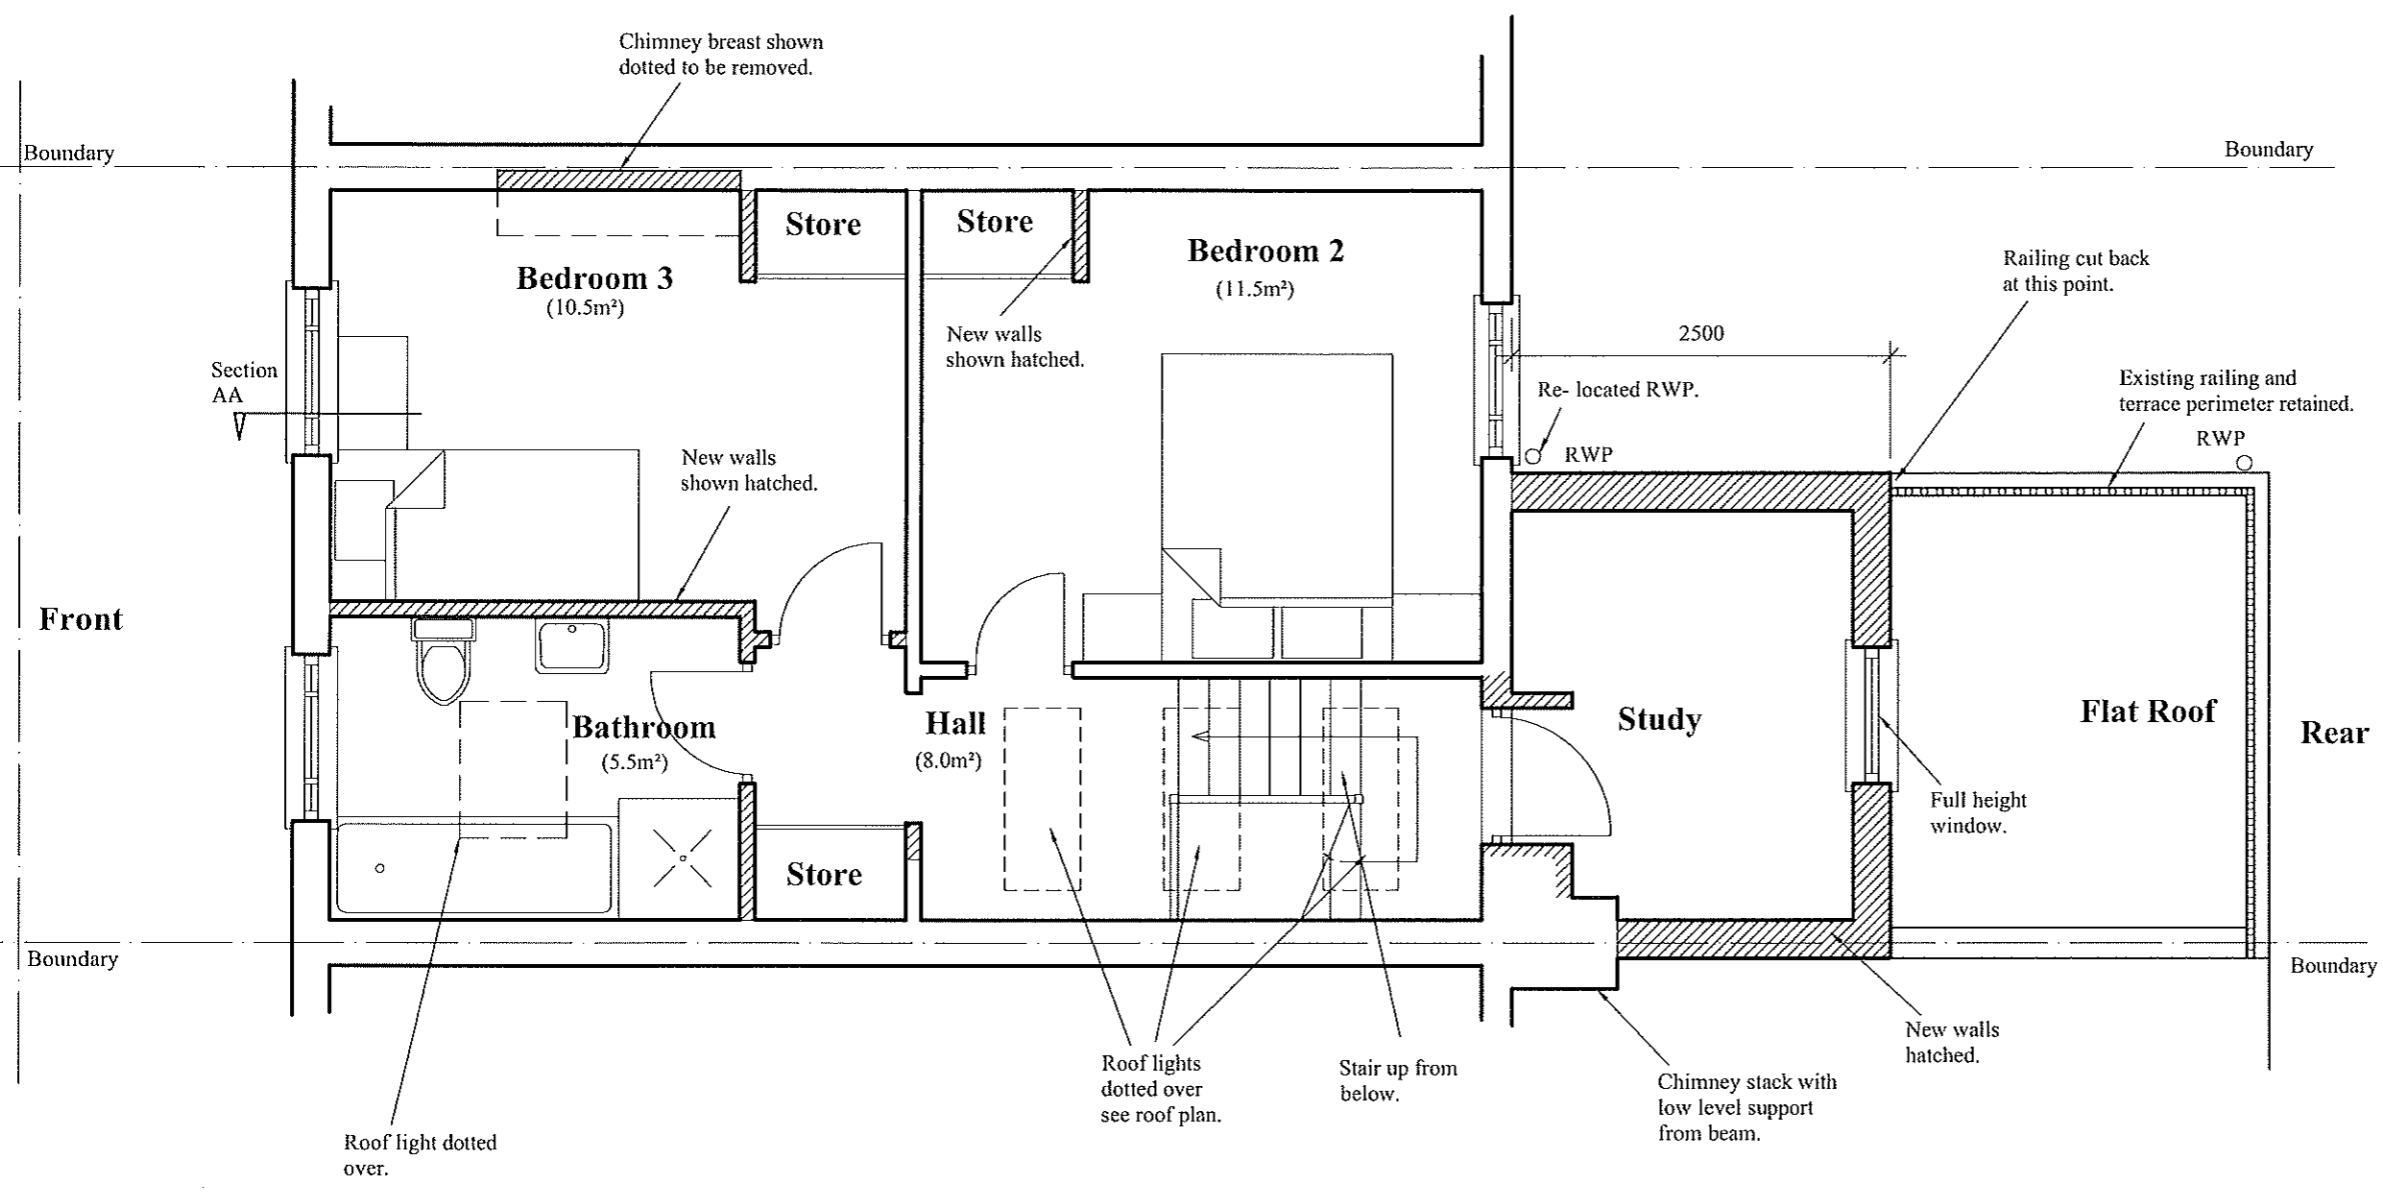 Chimney breast shown
dotted to be removed.
Boundary
Boundary
Store
Store
Bedroom 3
(10.5m²)
Bedroom 2
(11.5m²)
Railing cut back
at this point.
New walls
shown hatched.
2500
Section
AA
Re- located RWP.
Existing railing and
terrace perimeter retained.
RWP
RWP
New walls
shown hatched.
Front
Bathroom
(5.5m²)
Hall
(8.0m²)
Study
Flat Roof
Rear
Full height
window.
Store
Boundary
Boundary
New walls
hatched.
Roof lights
dotted over
see roof plan.
Stair up from
below.
Chimney stack with
low level support
from beam.
Roof light dotted
over.